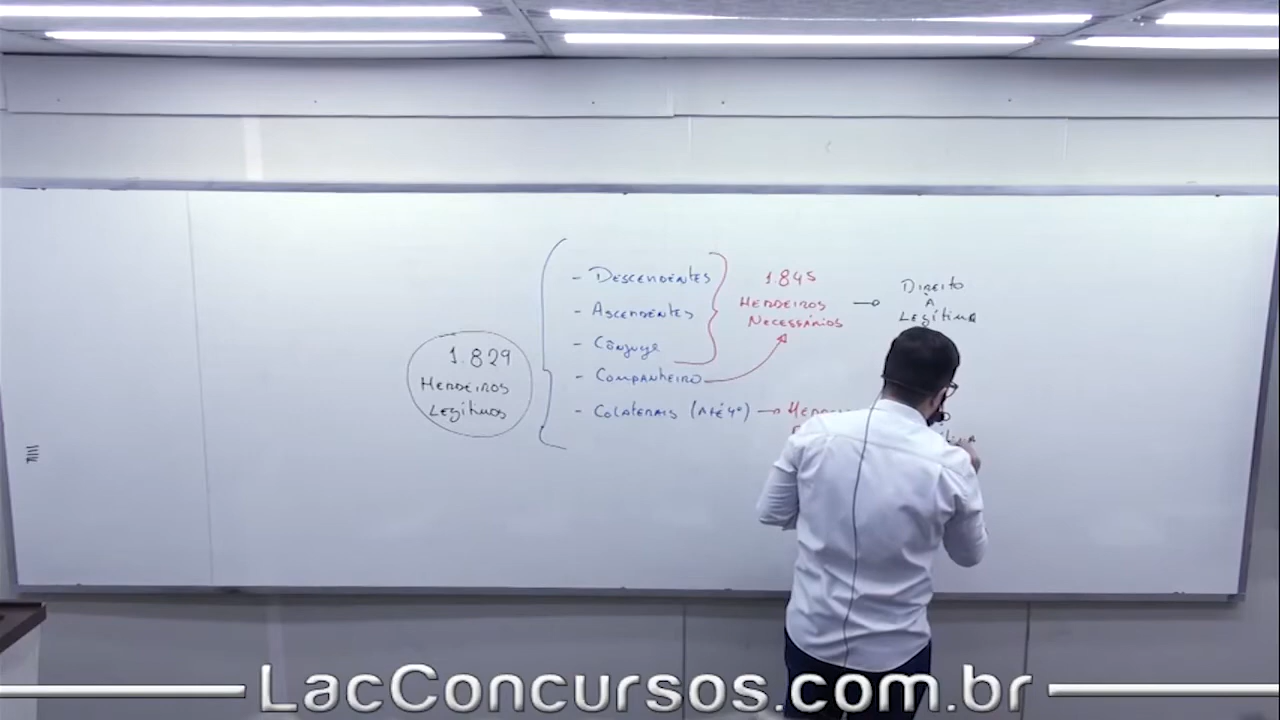 1.829
Herdeiros
Legítimos
- Descendentes
- Ascendentes
- Cônjuge
- Companheiro
- Colaterais (até 4º)
1.845
Herdeiros
Necessários
Direito
à
Legítima
LacConcursos.com.br